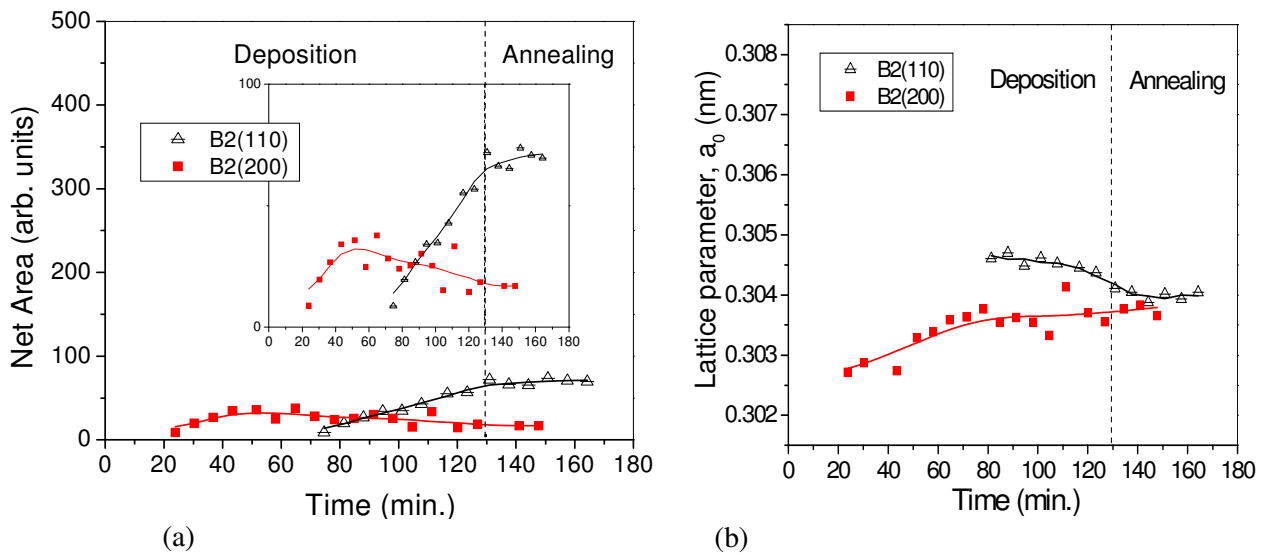 500
400
300
200
100
0
Net Area (arb. units)
Deposition
Annealing
B2(110)
B2(200)
100
0
0 20 40 60 80 100 120 140 160 180
0 20 40 60 80 100 120 140 160 180
Time (min.)
(a)
0.308
0.307
0.306
0.305
0.304
0.303
0.302
Lattice parameter, a₀ (nm)
B2(110)
B2(200)
Deposition
Annealing
0 20 40 60 80 100 120 140 160 180
Time (min.)
(b)